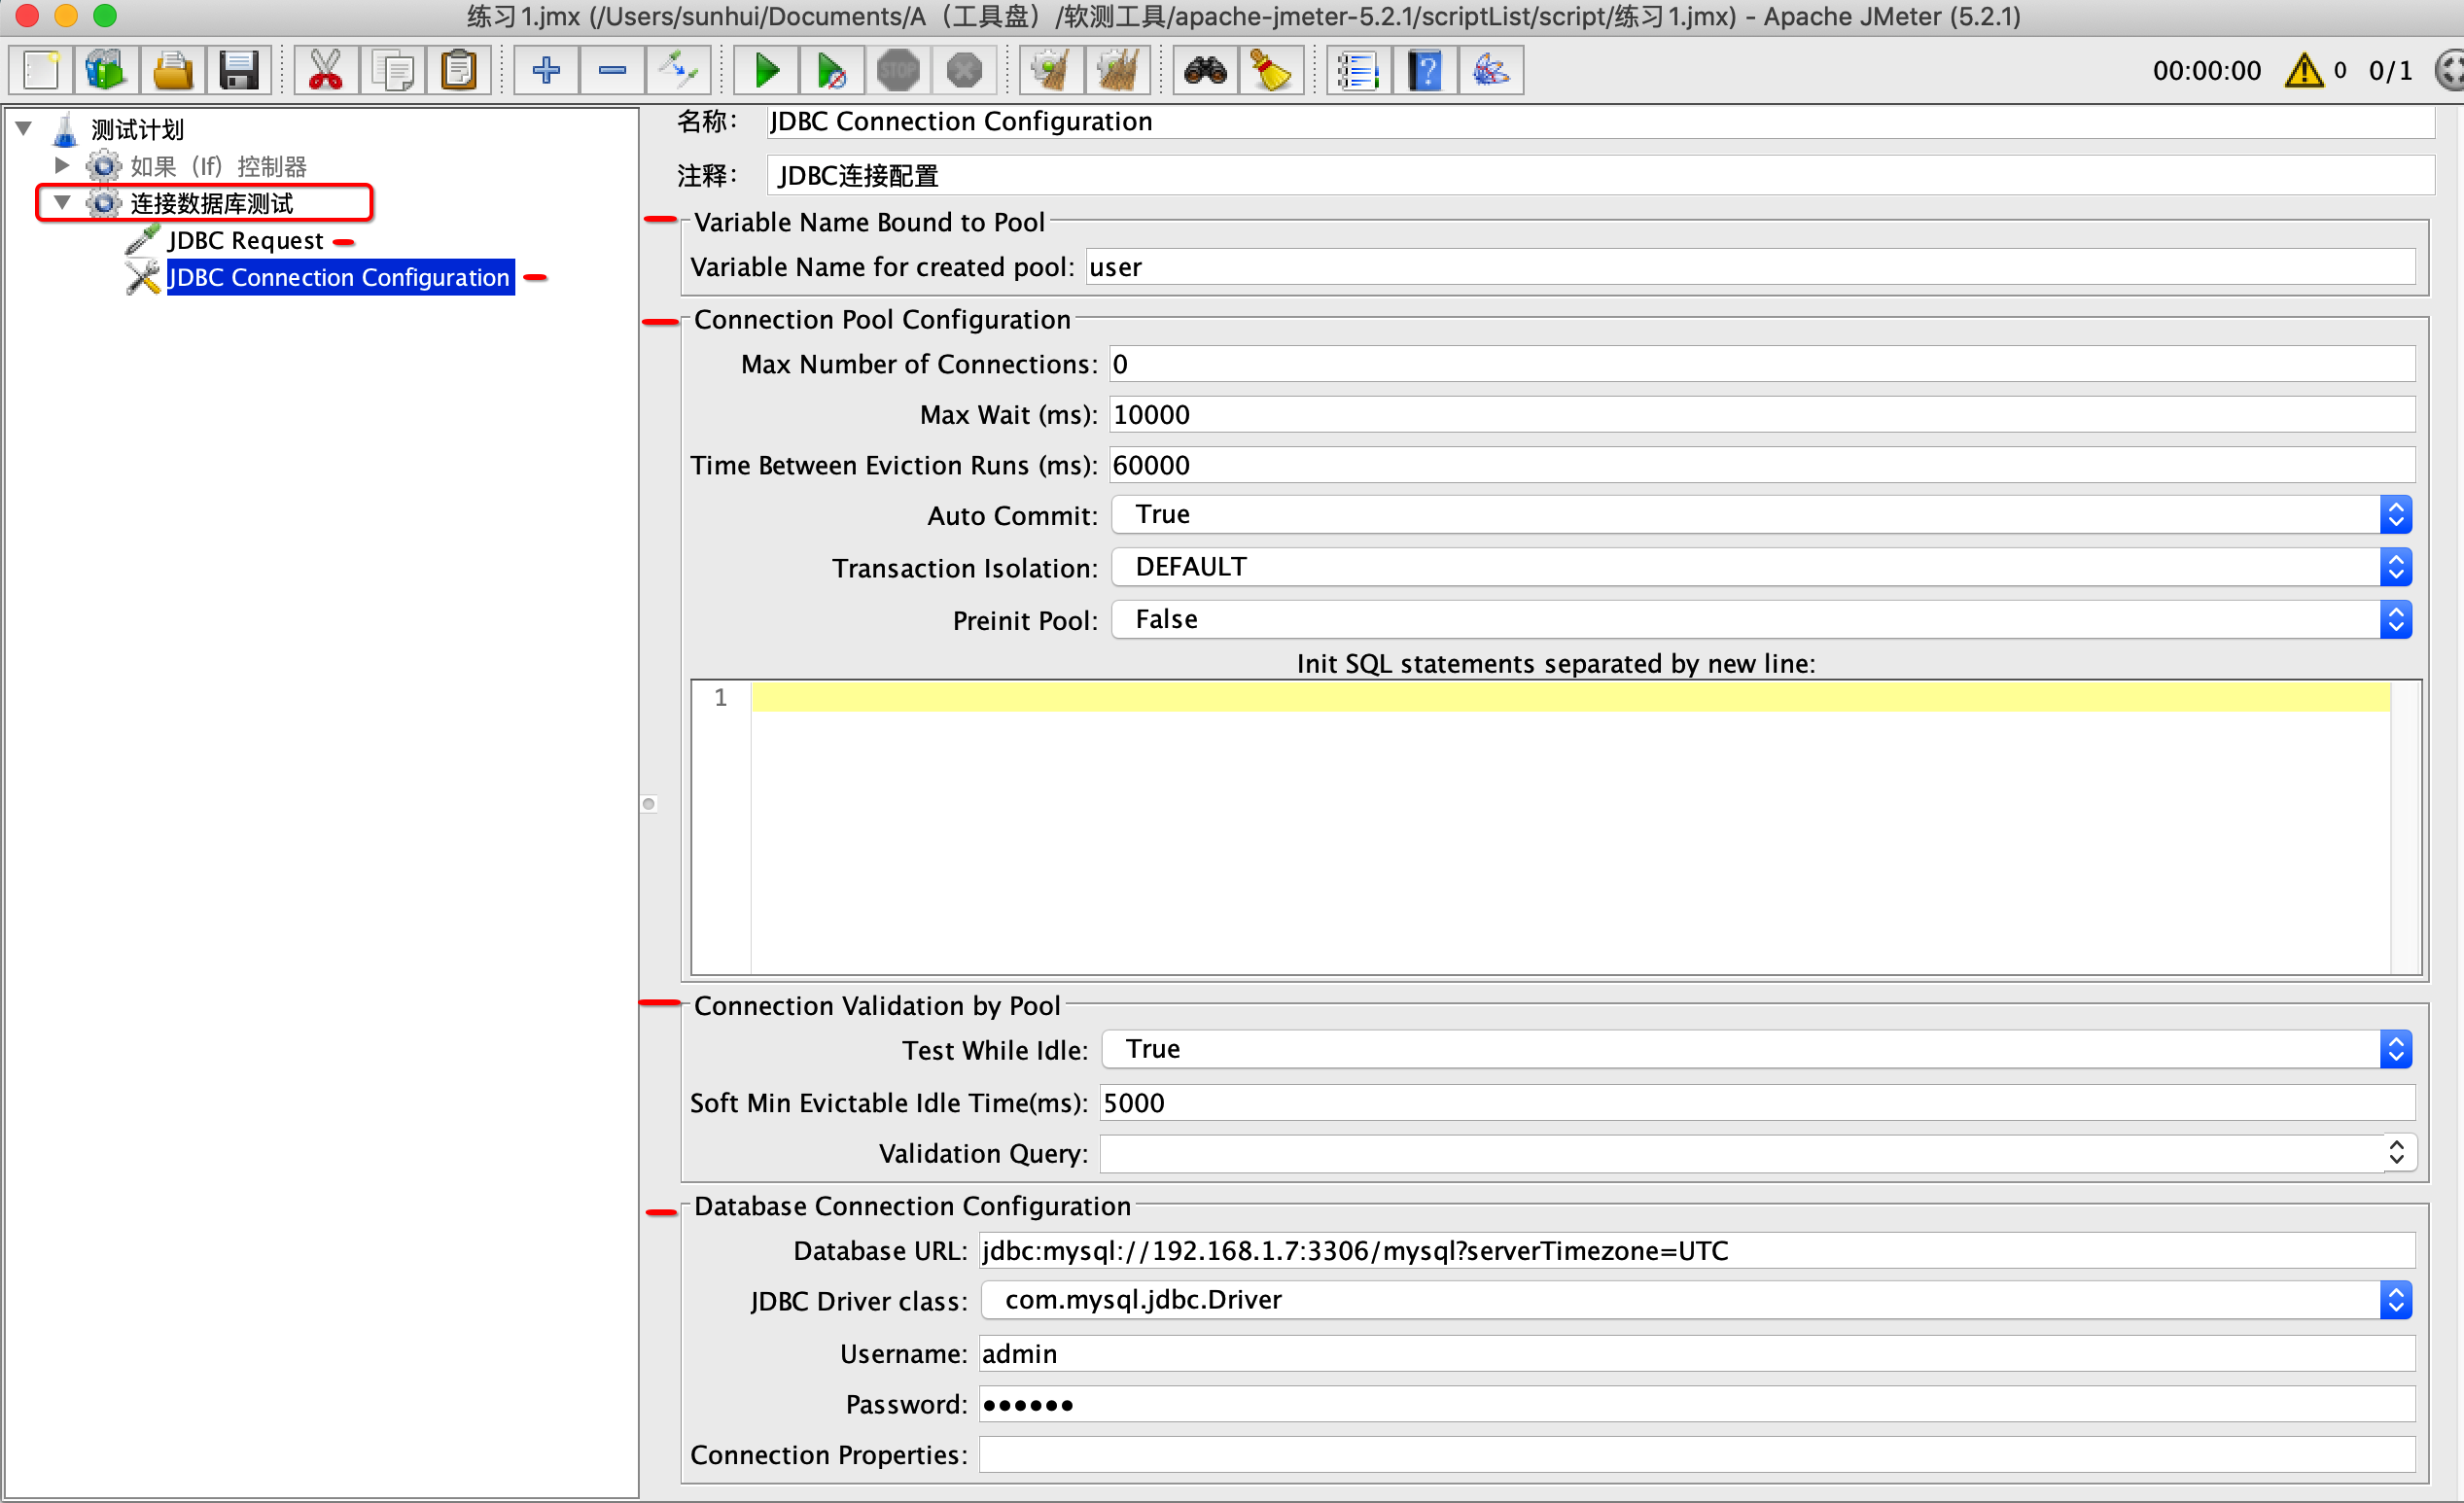 练习1.jmx (/Users/sunhui/Documents/A（工具盘）/软测工具/apache-jmeter-5.2.1/scriptList/script/练习1.jmx) - Apache JMeter (5.2.1)
STOP
00:00:00
0
0/1
测试计划
如果（If）控制器
连接数据库测试
JDBC Request
JDBC Connection Configuration
名称： JDBC Connection Configuration
注释： JDBC连接配置
Variable Name Bound to Pool
Variable Name for created pool: user
Connection Pool Configuration
Max Number of Connections: 0
Max Wait (ms): 10000
Time Between Eviction Runs (ms): 60000
Auto Commit: True
Transaction Isolation: DEFAULT
Preinit Pool: False
Init SQL statements separated by new line:
1
Connection Validation by Pool
Test While Idle: True
Soft Min Evictable Idle Time(ms): 5000
Validation Query:
Database Connection Configuration
Database URL: jdbc:mysql://192.168.1.7:3306/mysql?serverTimezone=UTC
JDBC Driver class: com.mysql.jdbc.Driver
Username: admin
Password: ••••••
Connection Properties: